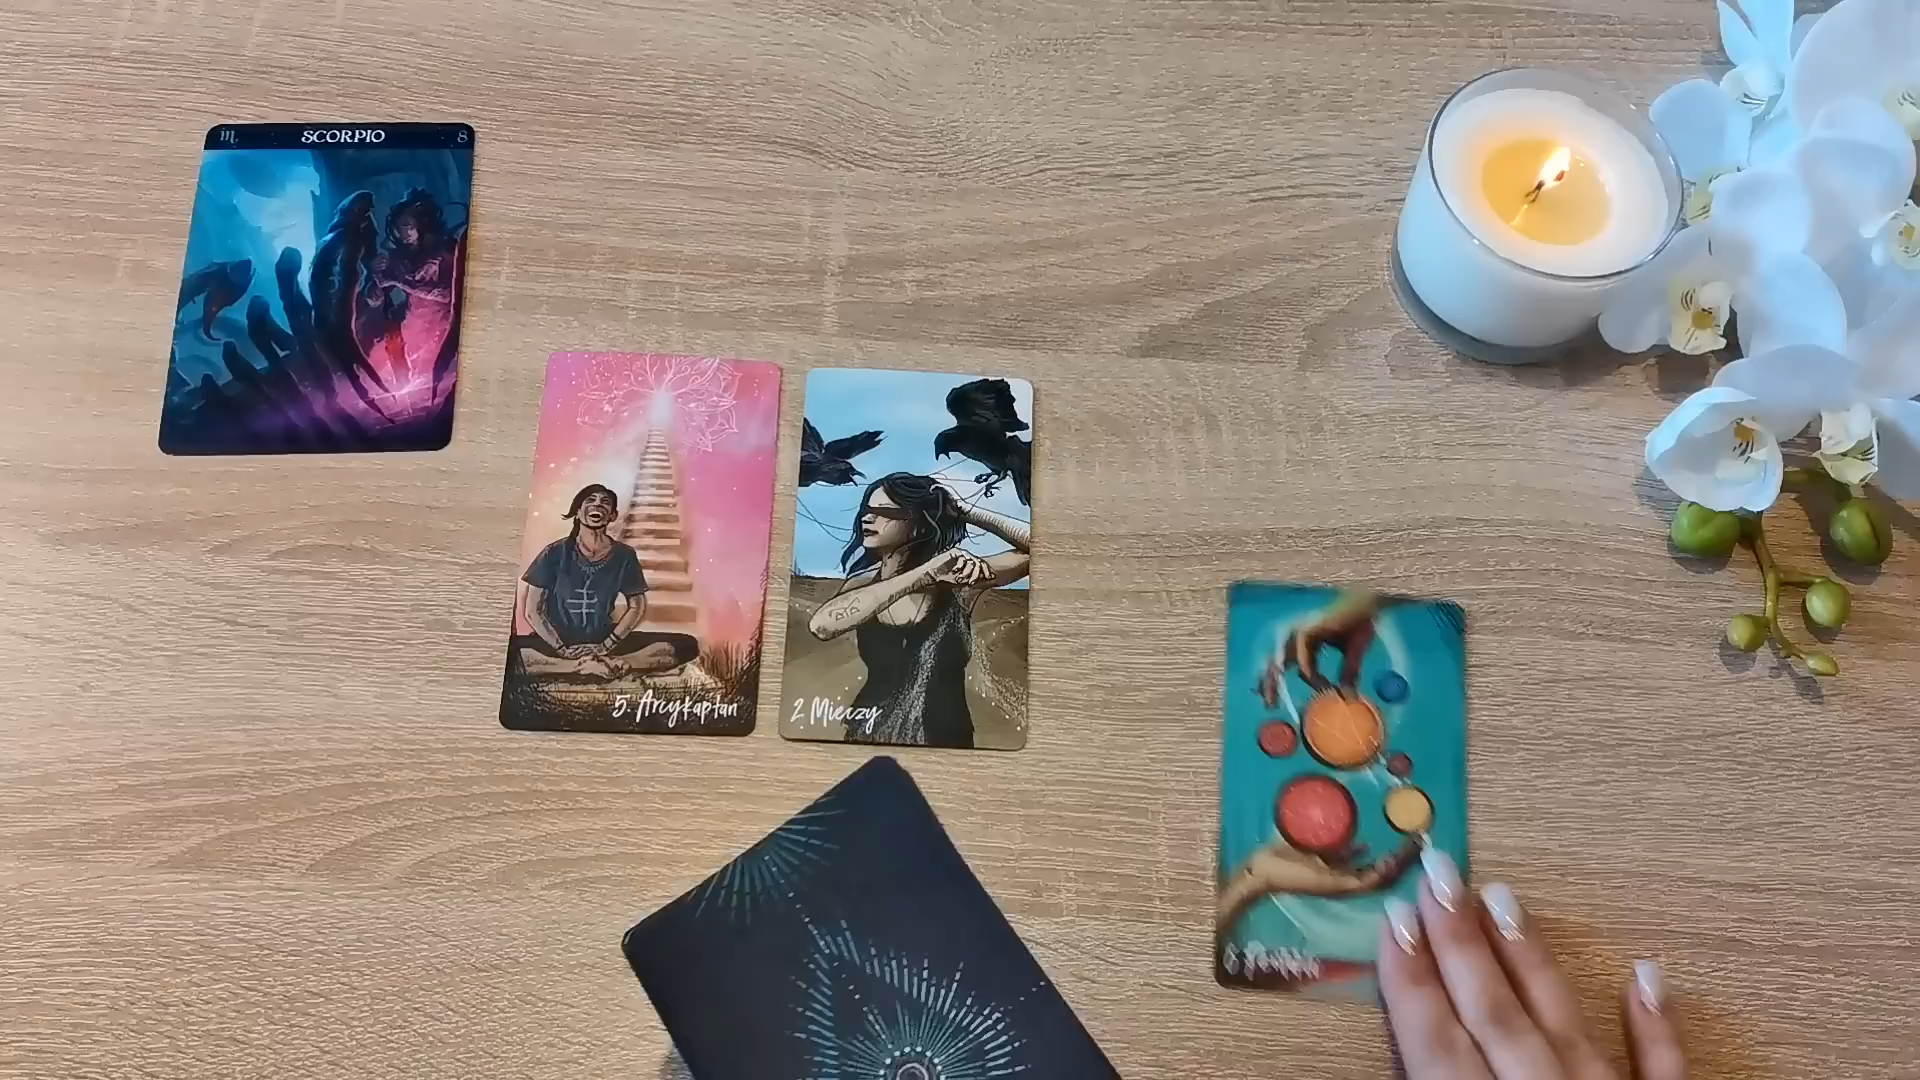 ♏ SCORPIO 8
5. Arcykapłan
2 Mieczy